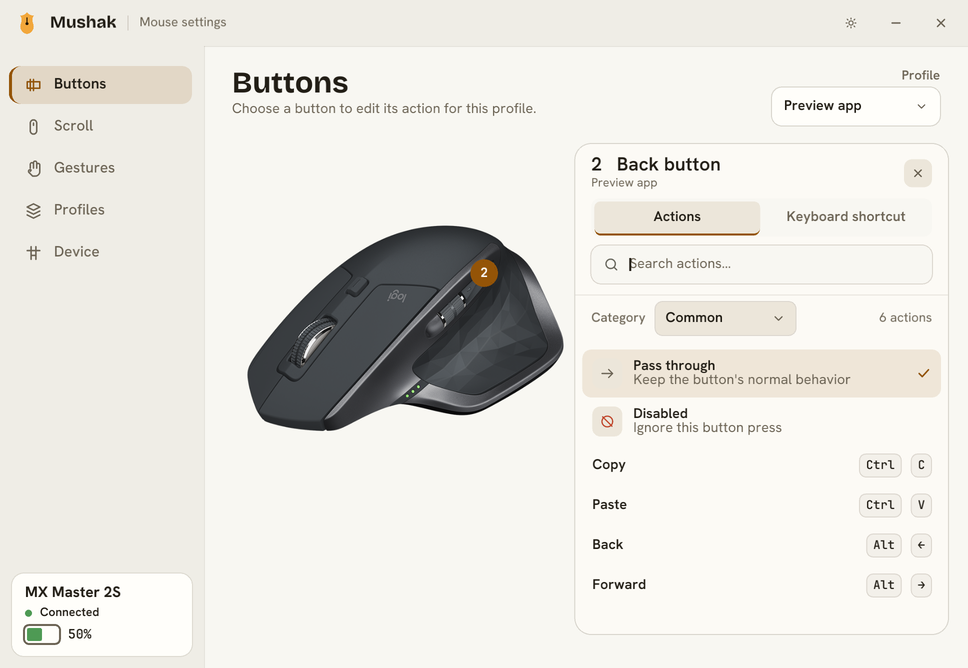 Mushak
Mouse settings
Buttons
Scroll
Gestures
Profiles
Device
MX Master 2S
Connected
50%
Buttons
Choose a button to edit its action for this profile.
Profile
Preview app
logi
2
2 Back button
Preview app
Actions
Keyboard shortcut
Search actions...
Category
Common
6 actions
Pass through
Keep the button's normal behavior
Disabled
Ignore this button press
Copy Ctrl C
Paste Ctrl V
Back Alt ←
Forward Alt →